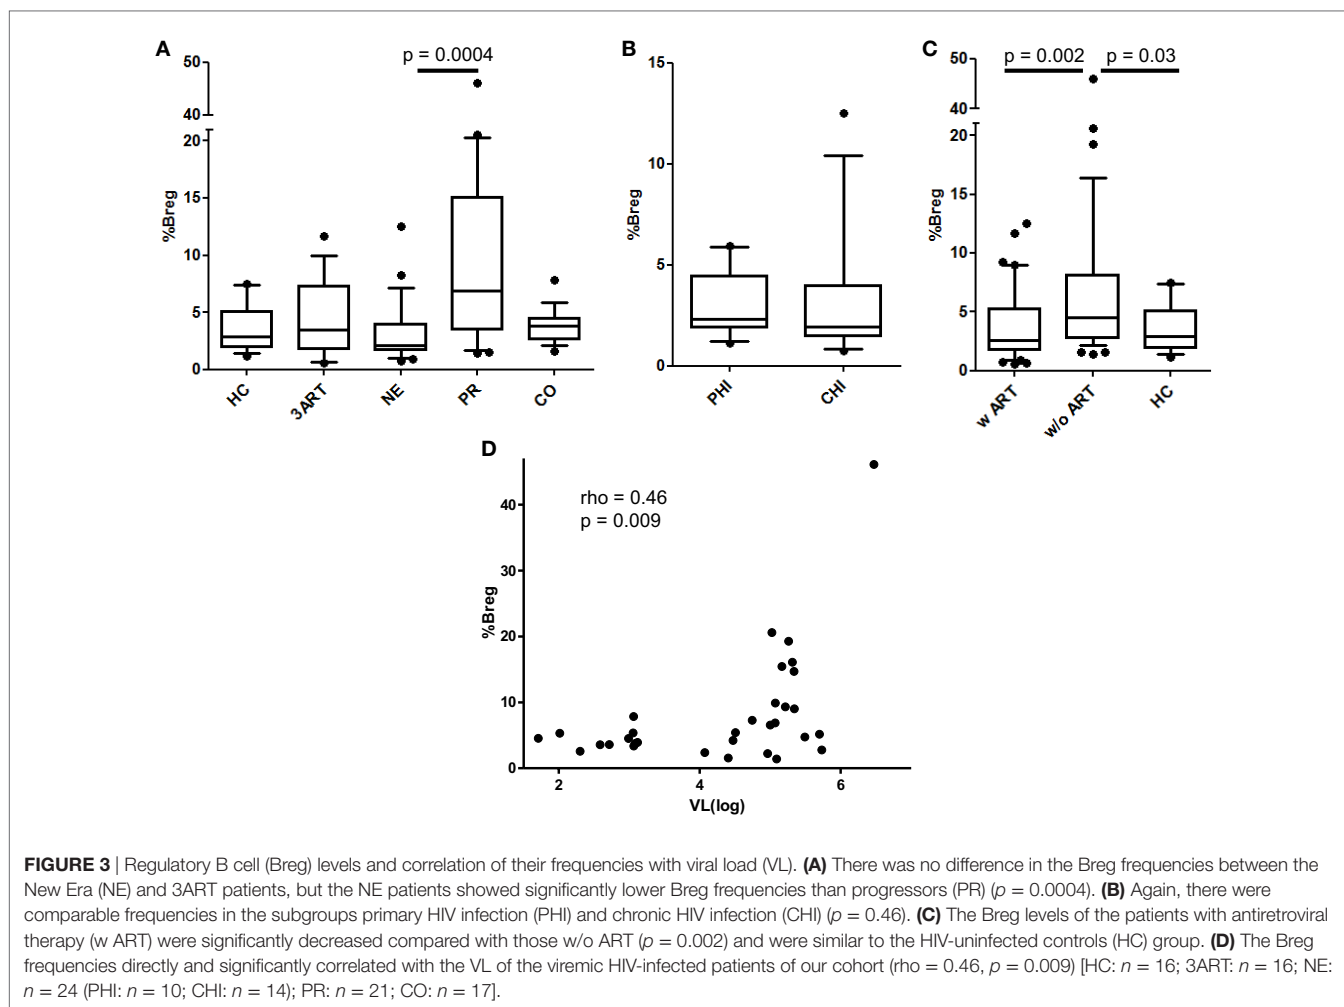 A
p = 0.0004
50
40
20
15
10
5
0
%Breg
HC
3ART
NE
PR
CO
B
15
10
5
0
%Breg
PHI
CHI
C
p = 0.002
p = 0.03
50
40
20
15
10
5
0
%Breg
w ART
w/o ART
HC
D
rho = 0.46
p = 0.009
40
30
20
10
0
%Breg
2
4
6
VL(log)
FIGURE 3 | Regulatory B cell (Breg) levels and correlation of their frequencies with viral load (VL). (A) There was no difference in the Breg frequencies between the
New Era (NE) and 3ART patients, but the NE patients showed significantly lower Breg frequencies than progressors (PR) (p = 0.0004). (B) Again, there were
comparable frequencies in the subgroups primary HIV infection (PHI) and chronic HIV infection (CHI) (p = 0.46). (C) The Breg levels of the patients with antiretroviral
therapy (w ART) were significantly decreased compared with those w/o ART (p = 0.002) and were similar to the HIV-uninfected controls (HC) group. (D) The Breg
frequencies directly and significantly correlated with the VL of the viremic HIV-infected patients of our cohort (rho = 0.46, p = 0.009) [HC: n = 16; 3ART: n = 16; NE:
n = 24 (PHI: n = 10; CHI: n = 14); PR: n = 21; CO: n = 17].